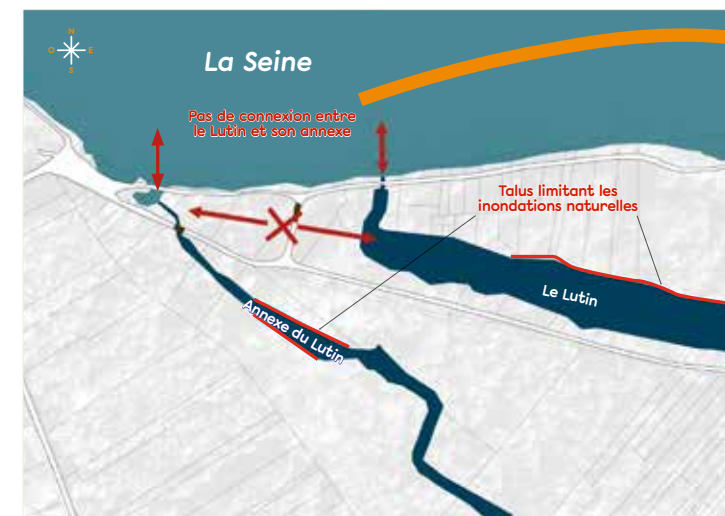 N
O
E
S
La Seine
Pas de connexion entre
le Lutin et son annexe
Talus limitant les
inondations naturelles
Le Lutin
Annexe du Lutin